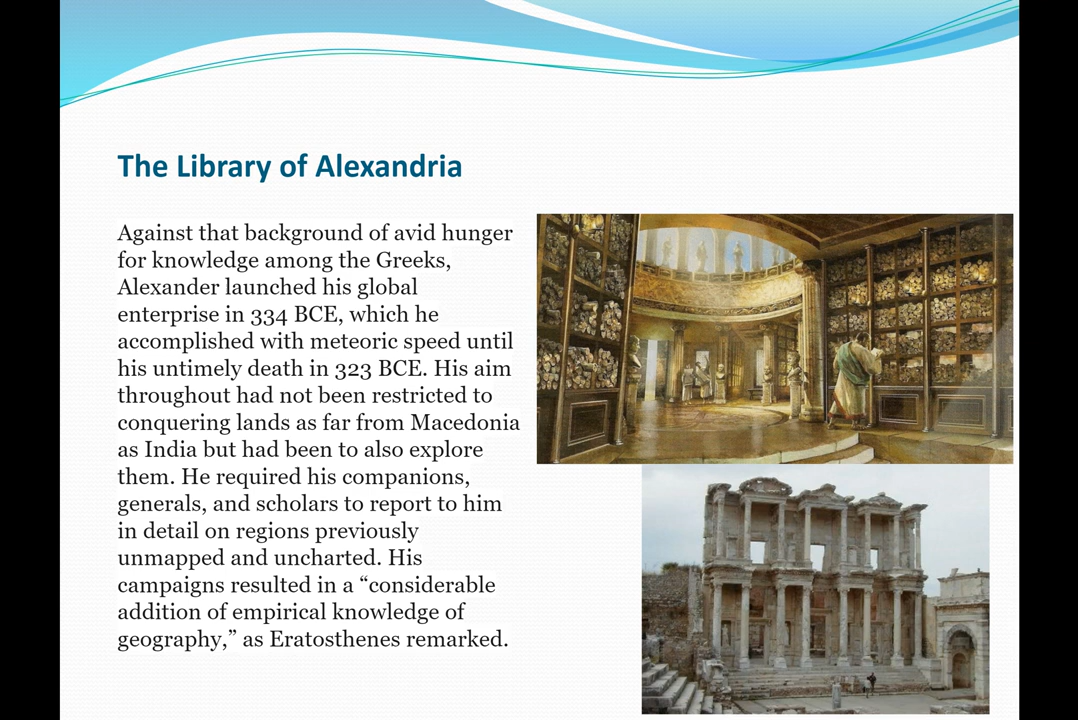 The Library of Alexandria
Against that background of avid hunger
for knowledge among the Greeks,
Alexander launched his global
enterprise in 334 BCE, which he
accomplished with meteoric speed until
his untimely death in 323 BCE. His aim
throughout had not been restricted to
conquering lands as far from Macedonia
as India but had been to also explore
them. He required his companions,
generals, and scholars to report to him
in detail on regions previously
unmapped and uncharted. His
campaigns resulted in a “considerable
addition of empirical knowledge of
geography,” as Eratosthenes remarked.